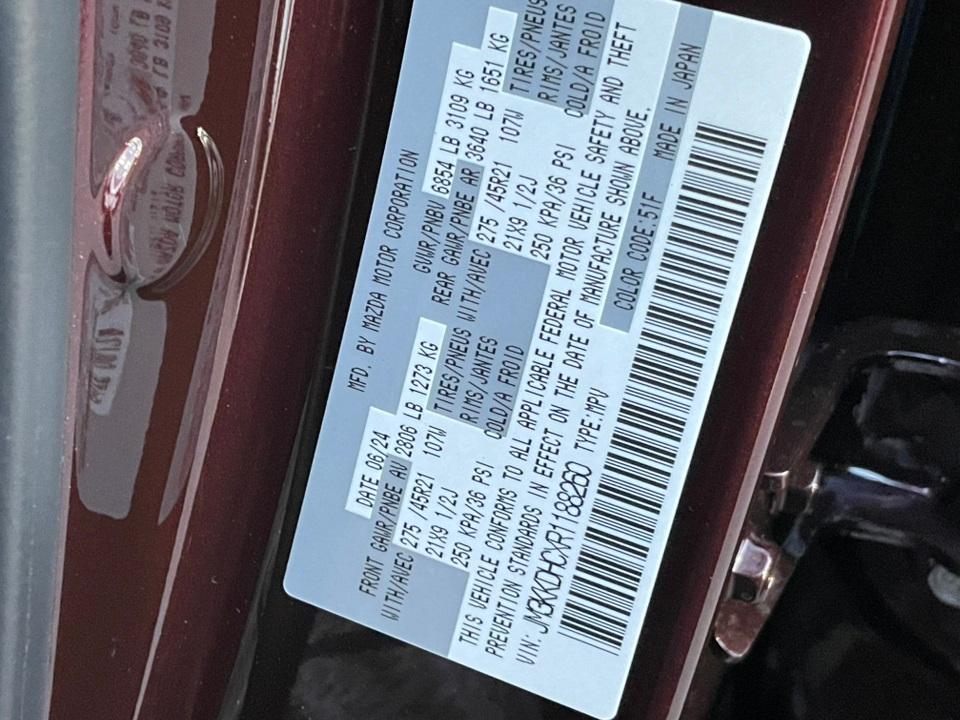 MFD. BY MAZDA MOTOR CORPORATION
DATE 06/24 GVWR/PNBV 6854 LB 3109 KG
FRONT GAWR/PNBE AV 2806 LB 1273 KG REAR GAWR/PNBE AR 3640 LB 1651 KG
WITH/AVEC 275 /45R21 107W TIRES/PNEUS WITH/AVEC 275 /45R21 107W TIRES/PNEUS
21X9 1/2J RIMS/JANTES 21X9 1/2J RIMS/JANTES
250 KPA/36 PSI COLD/A FROID 250 KPA/36 PSI COLD/A FROID
THIS VEHICLE CONFORMS TO ALL APPLICABLE FEDERAL MOTOR VEHICLE SAFETY AND THEFT
PREVENTION STANDARDS IN EFFECT ON THE DATE OF MANUFACTURE SHOWN ABOVE.
VIN: JM3KKDHCXR1188260 TYPE:MPV COLOR CODE:51F MADE IN JAPAN